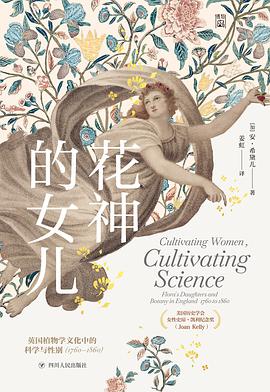 博物
花神
的女儿
[加] 安·希黛儿 著
姜虹 译
Cultivating Women,
Cultivating
Science
Flora's Daughters and
Botany in England 1760 to 1860
美国历史学会
女性史琼·凯利纪念奖
(Joan Kelly)
英国植物学文化中的
科学与性别 (1760—1860)
四川人民出版社